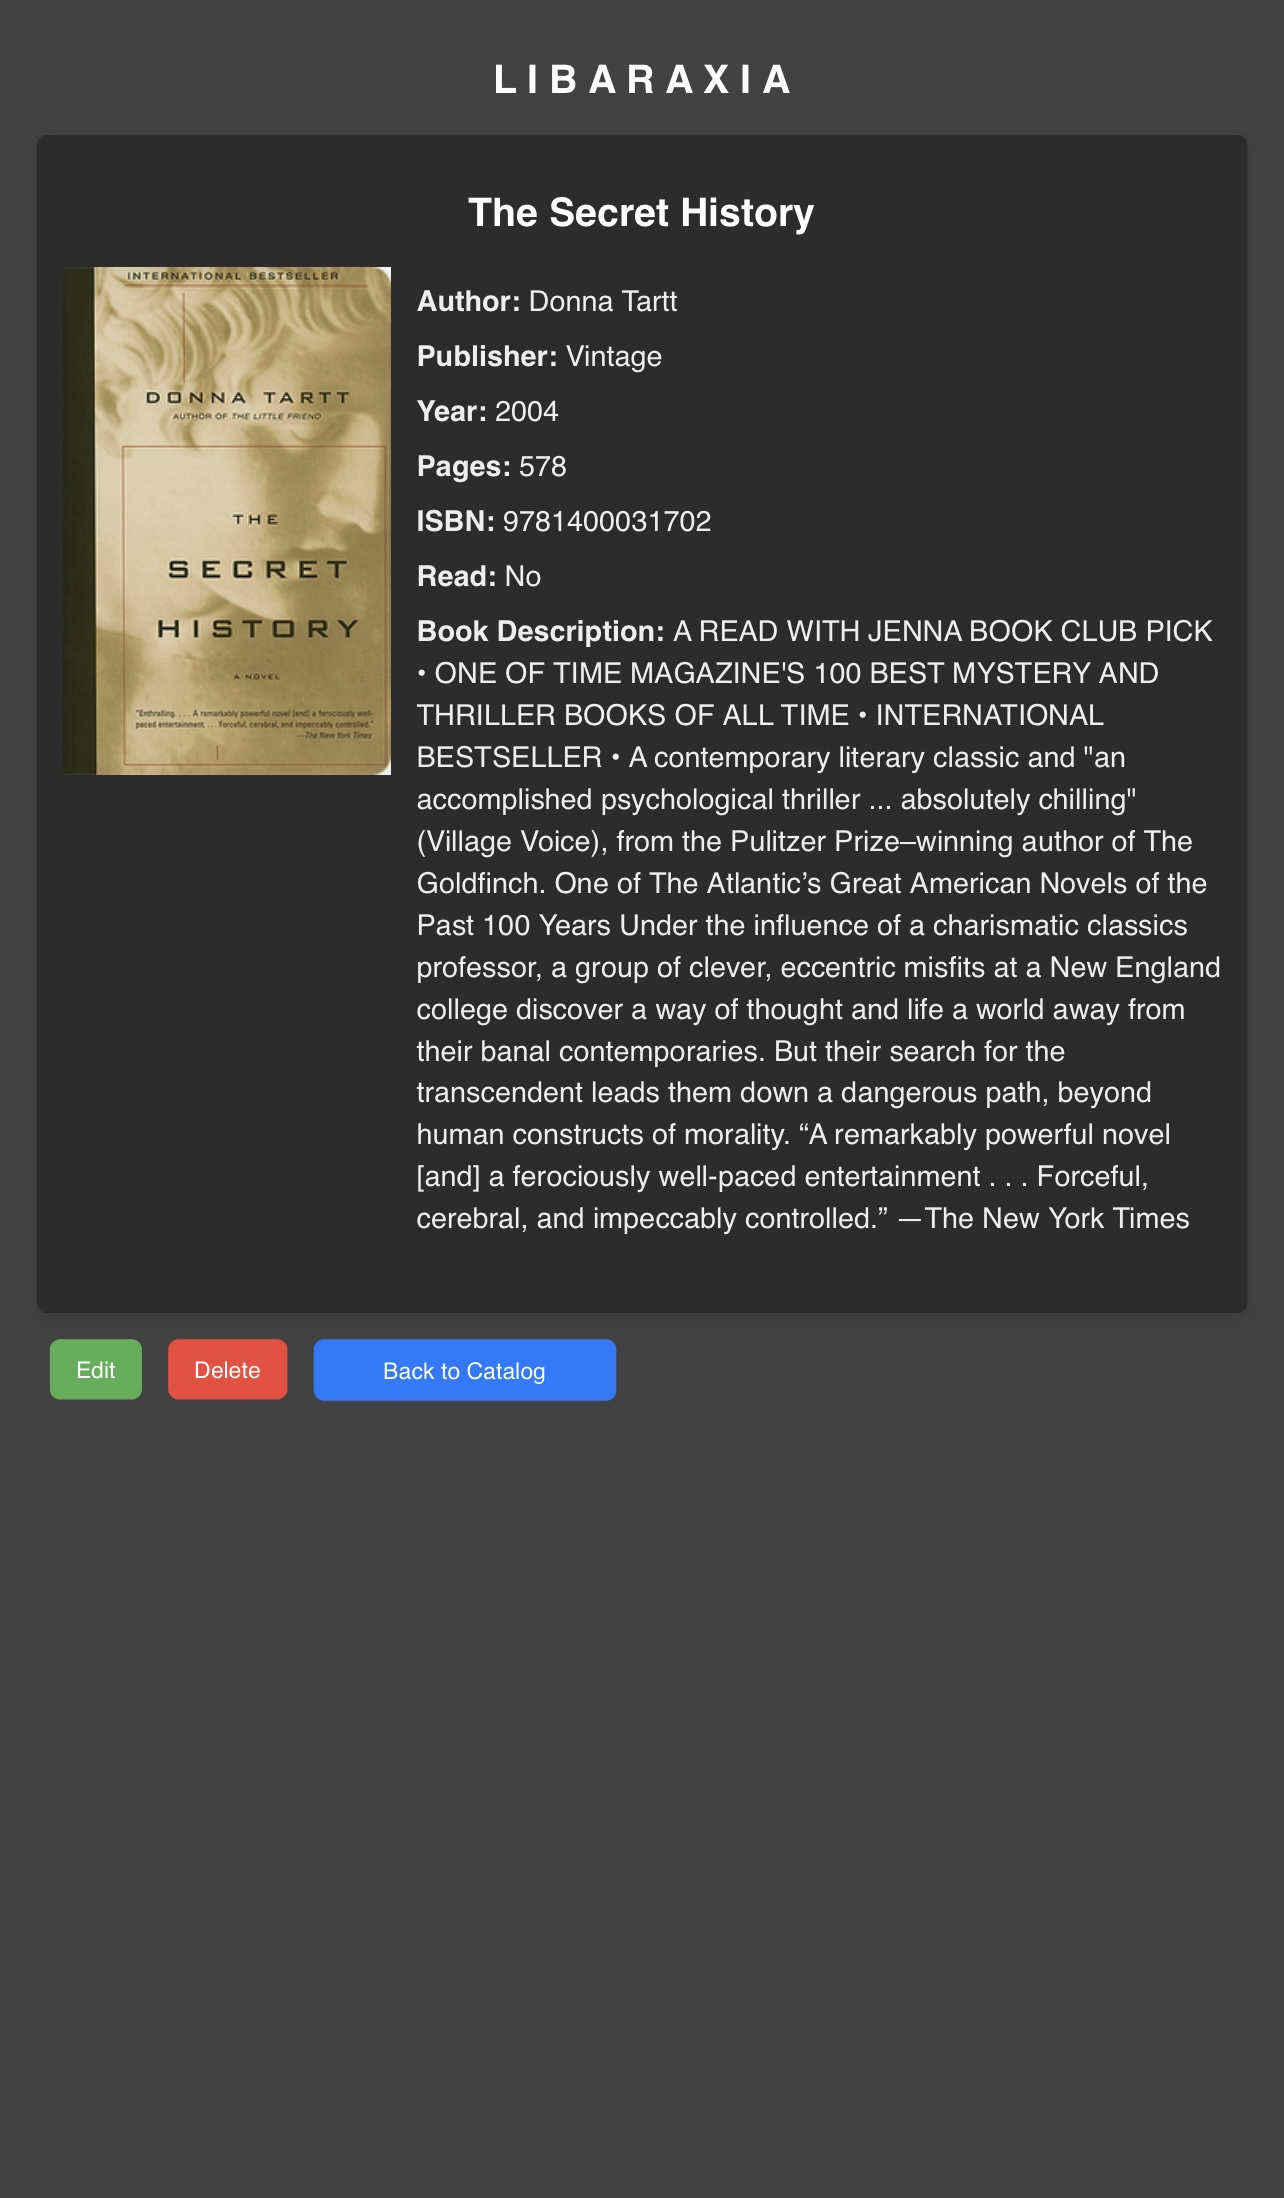 LIBARAXIA
The Secret History
INTERNATIONAL BESTSELLER
DONNA TARTT
AUTHOR OF THE LITTLE FRIEND
THE
SECRET
HISTORY
A NOVEL
"Enthralling. . . . A remarkably powerful novel [and] a ferociously well-
paced entertainment. . . . Forceful, cerebral, and impeccably controlled."
—The New York Times
Author: Donna Tartt
Publisher: Vintage
Year: 2004
Pages: 578
ISBN: 9781400031702
Read: No
Book Description: A READ WITH JENNA BOOK CLUB PICK
• ONE OF TIME MAGAZINE'S 100 BEST MYSTERY AND
THRILLER BOOKS OF ALL TIME • INTERNATIONAL
BESTSELLER • A contemporary literary classic and "an
accomplished psychological thriller ... absolutely chilling"
(Village Voice), from the Pulitzer Prize–winning author of The
Goldfinch. One of The Atlantic’s Great American Novels of the
Past 100 Years Under the influence of a charismatic classics
professor, a group of clever, eccentric misfits at a New England
college discover a way of thought and life a world away from
their banal contemporaries. But their search for the
transcendent leads them down a dangerous path, beyond
human constructs of morality. “A remarkably powerful novel
[and] a ferociously well-paced entertainment . . . Forceful,
cerebral, and impeccably controlled.” —The New York Times
Edit
Delete
Back to Catalog